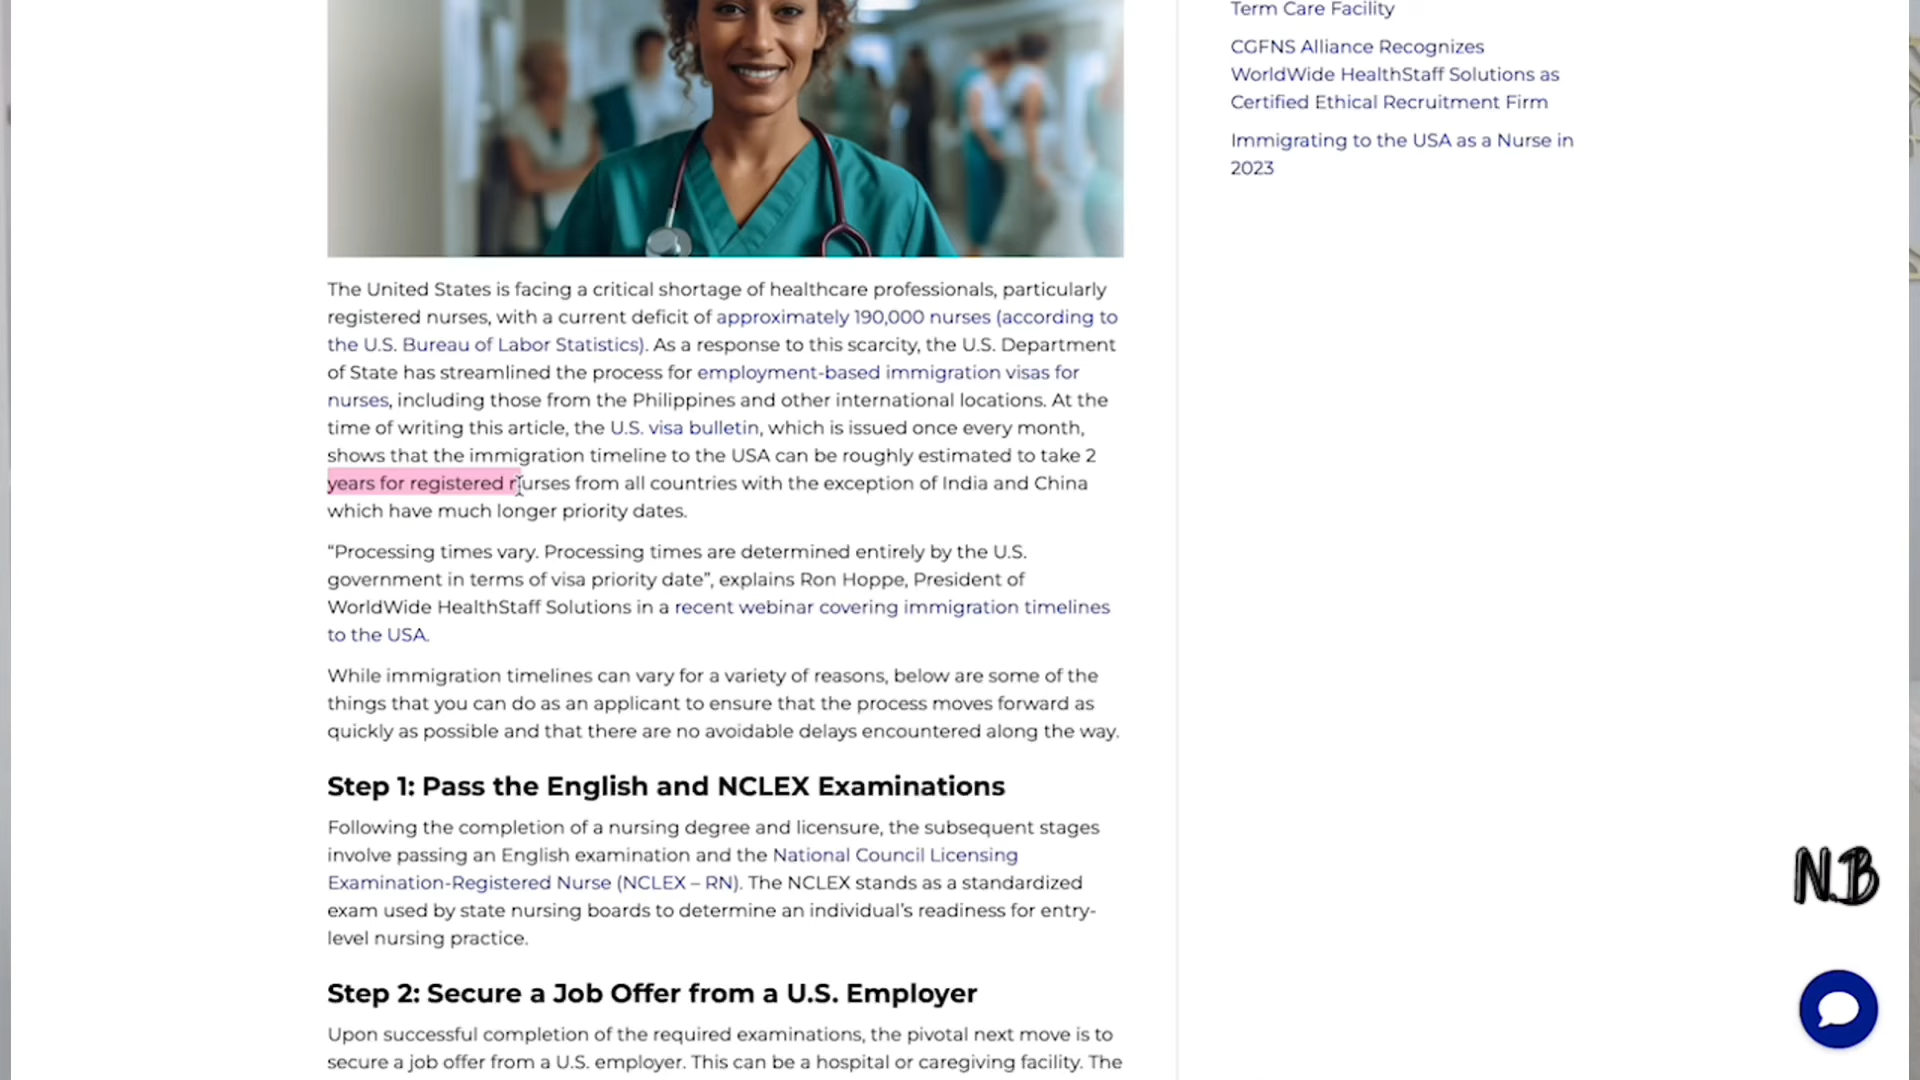 The United States is facing a critical shortage of healthcare professionals, particularly
registered nurses, with a current deficit of approximately 190,000 nurses (according to
the U.S. Bureau of Labor Statistics). As a response to this scarcity, the U.S. Department
of State has streamlined the process for employment-based immigration visas for
nurses, including those from the Philippines and other international locations. At the
time of writing this article, the U.S. visa bulletin, which is issued once every month,
shows that the immigration timeline to the USA can be roughly estimated to take 2
years for registered nurses from all countries with the exception of India and China
which have much longer priority dates.
“Processing times vary. Processing times are determined entirely by the U.S.
government in terms of visa priority date”, explains Ron Hoppe, President of
WorldWide HealthStaff Solutions in a recent webinar covering immigration timelines
to the USA.
While immigration timelines can vary for a variety of reasons, below are some of the
things that you can do as an applicant to ensure that the process moves forward as
quickly as possible and that there are no avoidable delays encountered along the way.
Step 1: Pass the English and NCLEX Examinations
Following the completion of a nursing degree and licensure, the subsequent stages
involve passing an English examination and the National Council Licensing
Examination-Registered Nurse (NCLEX – RN). The NCLEX stands as a standardized
exam used by state nursing boards to determine an individual’s readiness for entry-
level nursing practice.
Step 2: Secure a Job Offer from a U.S. Employer
Upon successful completion of the required examinations, the pivotal next move is to
secure a job offer from a U.S. employer. This can be a hospital or caregiving facility. The
Term Care Facility
CGFNS Alliance Recognizes
WorldWide HealthStaff Solutions as
Certified Ethical Recruitment Firm
Immigrating to the USA as a Nurse in
2023
N.B